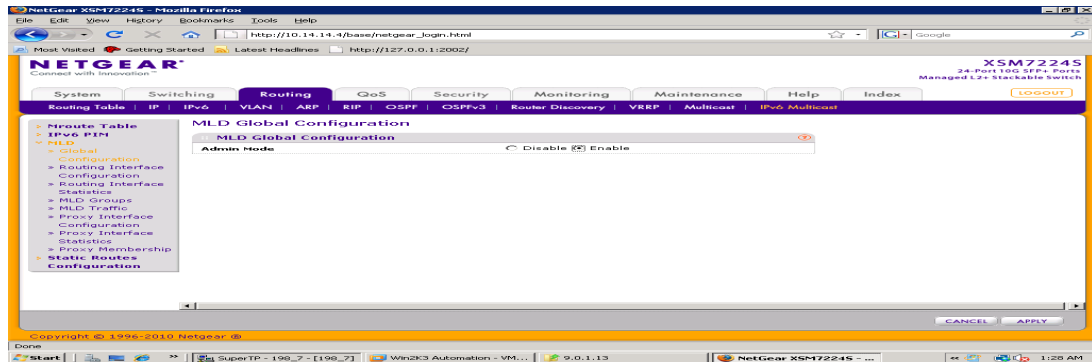 NetGear XSM7224S - Mozilla Firefox
File Edit View History Bookmarks Tools Help
http://10.14.14.4/base/netgear_login.html
Google
Most Visited Getting Started Latest Headlines http://127.0.0.1:2002/
NETGEAR
Connect with Innovation™
XSM7224S
24-Port 10G SFP+ Ports
Managed L2+ Stackable Switch
System Switching Routing QoS Security Monitoring Maintenance Help Index
LOGOUT
Routing Table | IP | IPv6 | VLAN | ARP | RIP | OSPF | OSPFv3 | Router Discovery | VRRP | Multicast | IPv6 Multicast
Mroute Table
IPv6 PIM
MLD
» Global
Configuration
» Routing Interface
Configuration
» Routing Interface
Statistics
» MLD Groups
» MLD Traffic
» Proxy Interface
Configuration
» Proxy Interface
Statistics
» Proxy Membership
Static Routes
Configuration
MLD Global Configuration
MLD Global Configuration
Admin Mode
Disable Enable
CANCEL APPLY
Copyright © 1996-2010 Netgear ®
Done
Start
SuperTP - 198_7 - [198_7]
Win2K3 Automation - VM...
9.0.1.13
NetGear XSM7224S - ...
1:28 AM